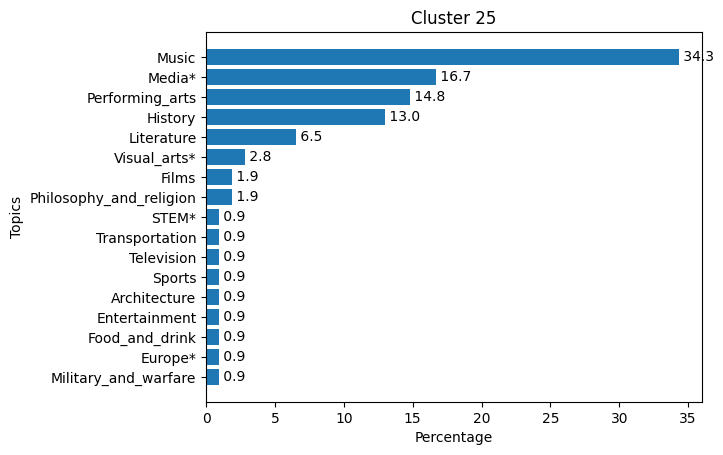 Cluster 25
Topics
Music 34.3
Media* 16.7
Performing_arts 14.8
History 13.0
Literature 6.5
Visual_arts* 2.8
Films 1.9
Philosophy_and_religion 1.9
STEM* 0.9
Transportation 0.9
Television 0.9
Sports 0.9
Architecture 0.9
Entertainment 0.9
Food_and_drink 0.9
Europe* 0.9
Military_and_warfare 0.9
0 5 10 15 20 25 30 35
Percentage